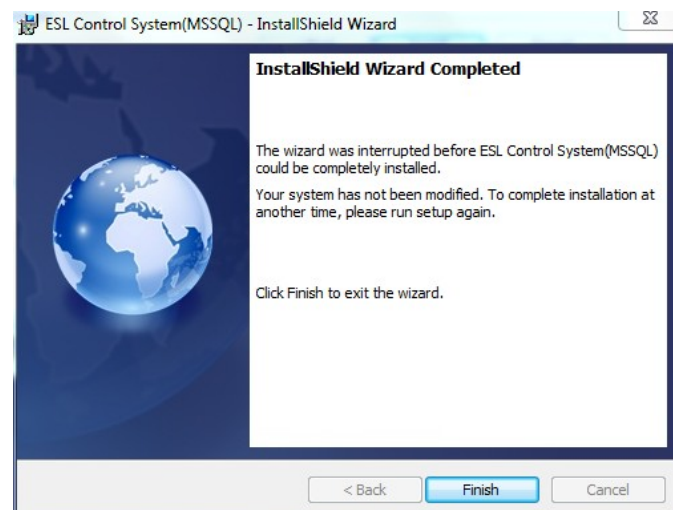 ESL Control System(MSSQL) - InstallShield Wizard
InstallShield Wizard Completed
The wizard was interrupted before ESL Control System(MSSQL)
could be completely installed.
Your system has not been modified. To complete installation at
another time, please run setup again.
Click Finish to exit the wizard.
< Back Finish Cancel